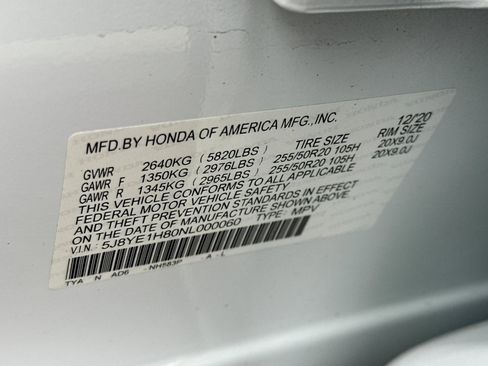 MFD.BY HONDA OF AMERICA MFG.,INC. 12/20
TIRE SIZE RIM SIZE
GVWR 2640KG (5820LBS)
GAWR F 1350KG (2976LBS) 255/50R20 105H 20X9.0J
GAWR R 1345KG (2965LBS) 255/50R20 105H 20X9.0J
THIS VEHICLE CONFORMS TO ALL APPLICABLE
FEDERAL MOTOR VEHICLE SAFETY
AND THEFT PREVENTION STANDARDS IN EFFECT
ON THE DATE OF MANUFACTURE SHOWN ABOVE.
V.I.N.: 5J8YE1H80NL000060 TYPE: MPV
TYA N AD6 NH583P A - L